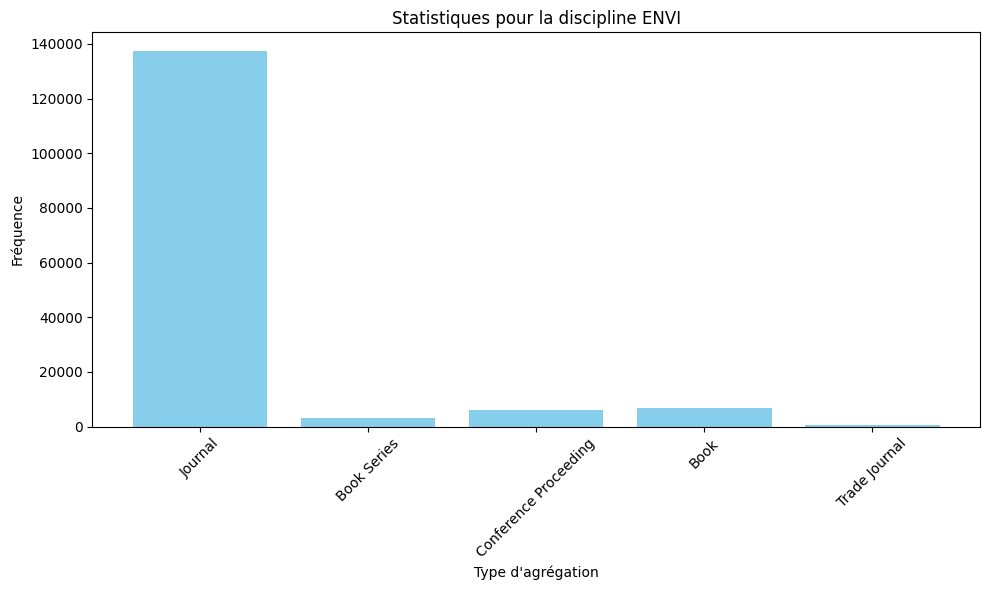 Statistiques pour la discipline ENVI
Fréquence
140000
120000
100000
80000
60000
40000
20000
0
Journal
Book Series
Conference Proceeding
Book
Trade Journal
Type d'agrégation